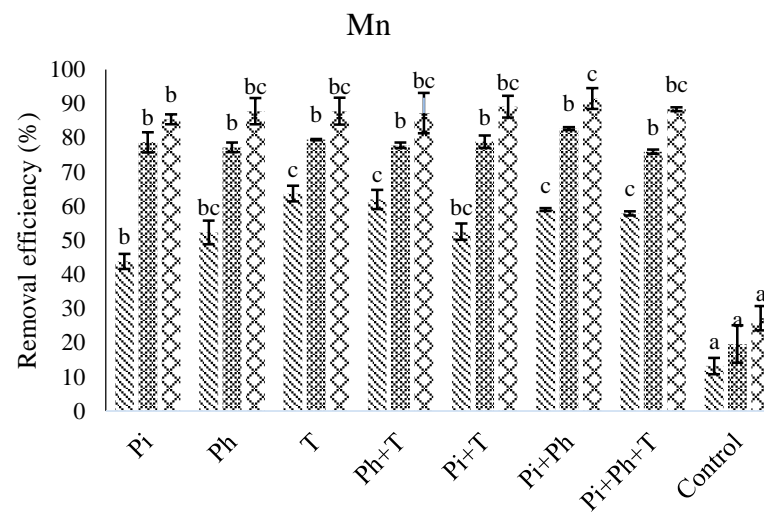 Mn
Removal efficiency (%)
100
90
80
70
60
50
40
30
20
10
0
b b b
bc b bc
c b bc
c b bc
bc b bc
c b c
c b bc
a a a
Pi
Ph
T
Ph+T
Pi+T
Pi+Ph
Pi+Ph+T
Control